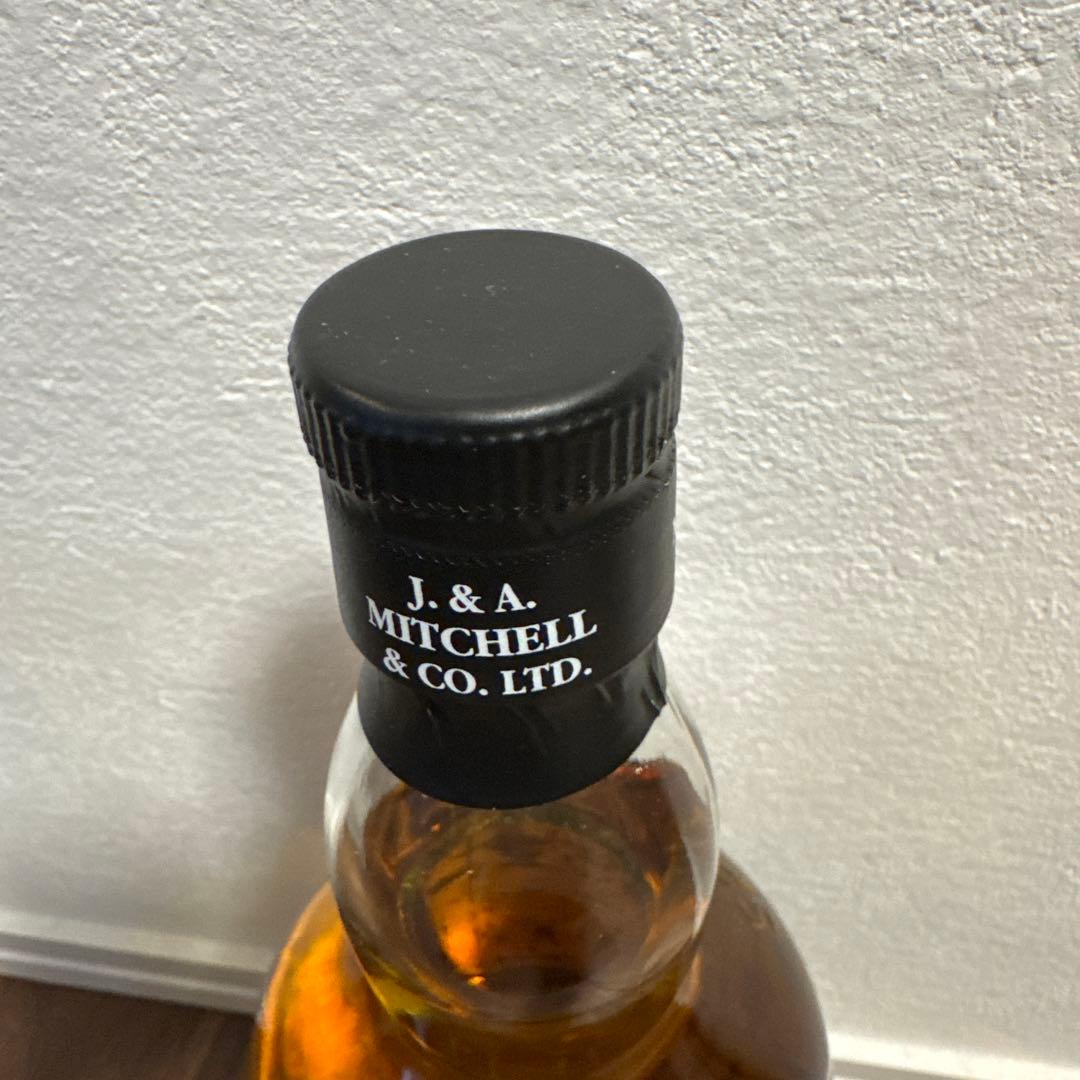 J. & A.
MITCHELL
& CO. LTD.